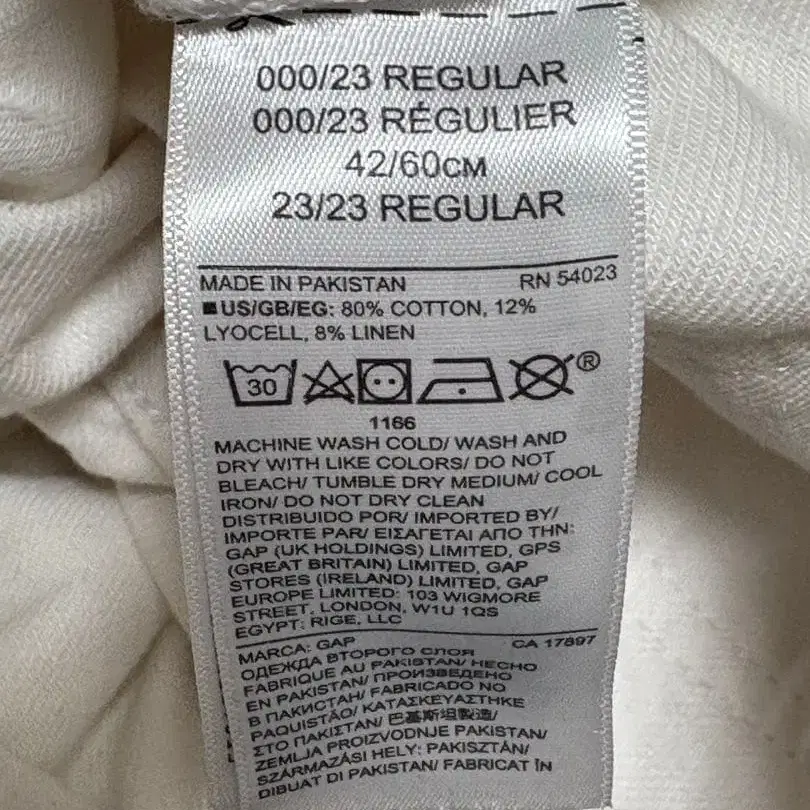 000/23 REGULAR
000/23 RÉGULIER
42/60CM
23/23 REGULAR
MADE IN PAKISTAN RN 54023
US/GB/EG: 80% COTTON, 12%
LYOCELL, 8% LINEN
30 ®
1166
MACHINE WASH COLD/ WASH AND
DRY WITH LIKE COLORS/ DO NOT
BLEACH/ TUMBLE DRY MEDIUM/ COOL
IRON/ DO NOT DRY CLEAN
DISTRIBUIDO POR/ IMPORTED BY/
IMPORTE PAR/ ΕΙΣΑΓΕΤΑΙ ΑΠΟ ΤΗΝ:
GAP (UK HOLDINGS) LIMITED, GPS
(GREAT BRITAIN) LIMITED, GAP
STORES (IRELAND) LIMITED, GAP
EUROPE LIMITED: 103 WIGMORE
STREET, LONDON, W1U 1QS
EGYPT: RIGE, LLC
MARCA: GAP CA 17897
ОДЕЖДА ВТОРОГО СЛОЯ
FABRIQUE AU PAKISTAN/ HECHO
EN PAKISTAN/ ПРОИЗВЕДЕНО
В ПАКИСТАН/ FABRICADO NO
PAQUISTÃO/ ΚΑΤΑΣΚΕΥΑΣΤΗΚΕ
ΣΤΟ ΠΑΚΙΣΤΑΝ/ 巴基斯坦製造/
ZEMLJA PROIZVODNJE PAKISTAN/
SZÁRMAZÁSI HELY: PAKISZTÁN/
DIBUAT DI PAKISTAN/ FABRICAT ÎN